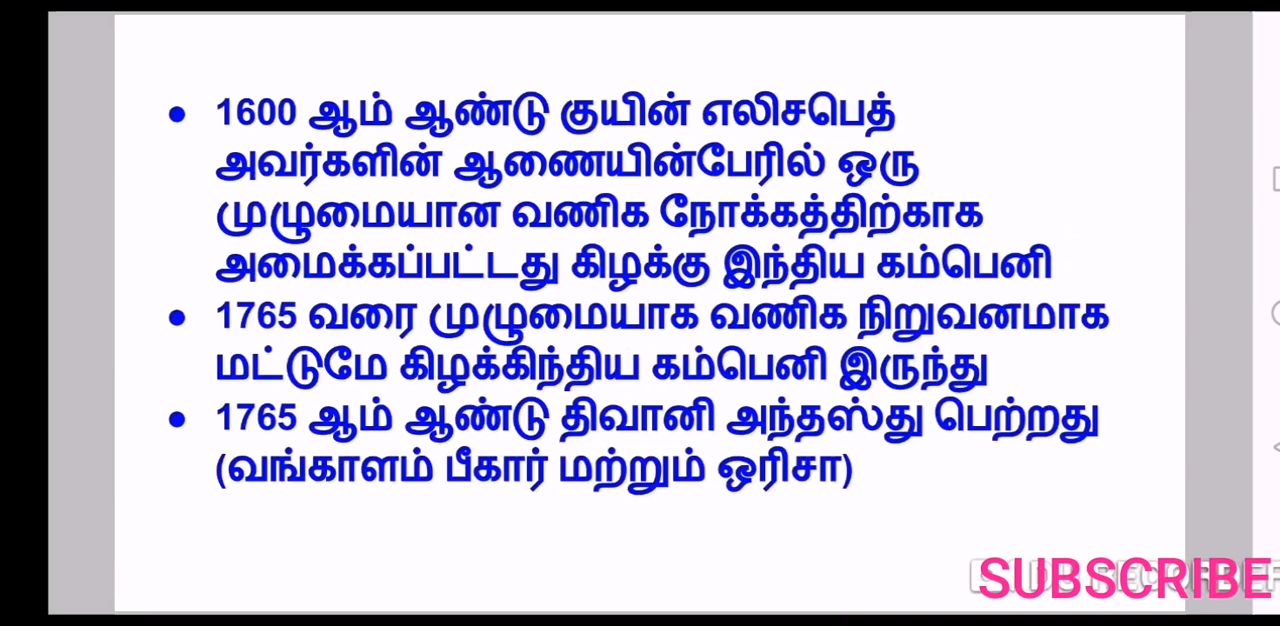 • 1600 ஆம் ஆண்டு குயின் எலிசபெத்
அவர்களின் ஆணையின்பேரில் ஒரு
முழுமையான வணிக நோக்கத்திற்காக
அமைக்கப்பட்டது கிழக்கு இந்திய கம்பெனி
• 1765 வரை முழுமையாக வணிக நிறுவனமாக
மட்டுமே கிழக்கிந்திய கம்பெனி இருந்து
• 1765 ஆம் ஆண்டு திவானி அந்தஸ்து பெற்றது
(வங்காளம் பீகார் மற்றும் ஒரிசா)
SUBSCRIBE